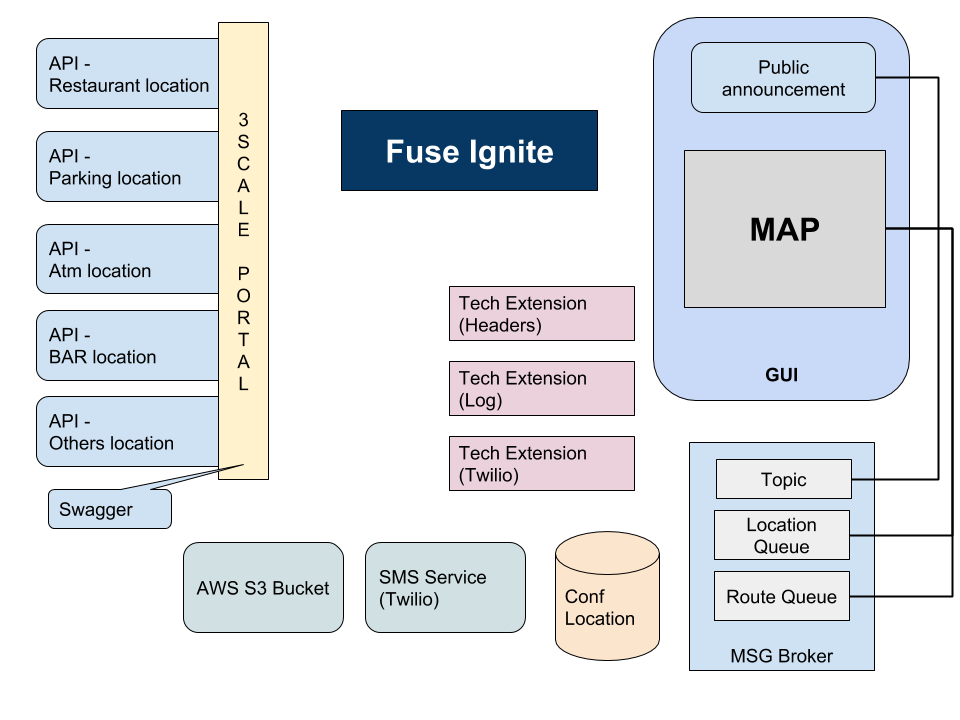 API -
Restaurant location
API -
Parking location
API -
Atm location
API -
BAR location
API -
Others location
Swagger
3
S
C
A
L
E
P
O
R
T
A
L
Fuse Ignite
Public
announcement
MAP
GUI
Tech Extension
(Headers)
Tech Extension
(Log)
Tech Extension
(Twilio)
AWS S3 Bucket
SMS Service
(Twilio)
Conf
Location
Topic
Location
Queue
Route Queue
MSG Broker